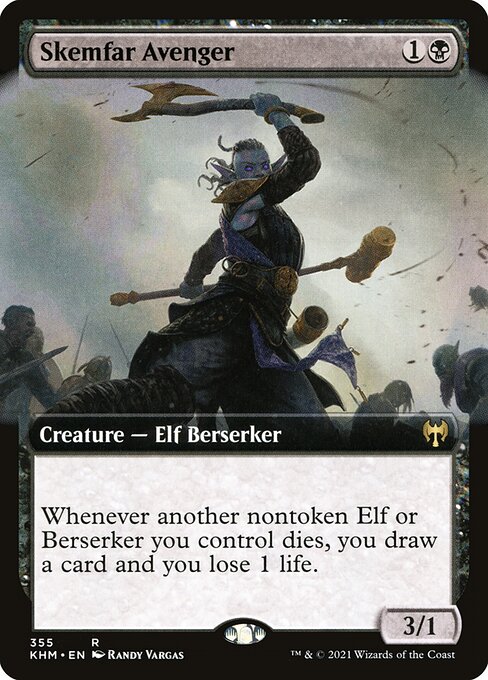 Skemfar Avenger 1
Creature — Elf Berserker
Whenever another nontoken Elf or
Berserker you control dies, you draw
a card and you lose 1 life.
3/1
355 R
KHM • EN RANDY VARGAS
™ & © 2021 Wizards of the Coast